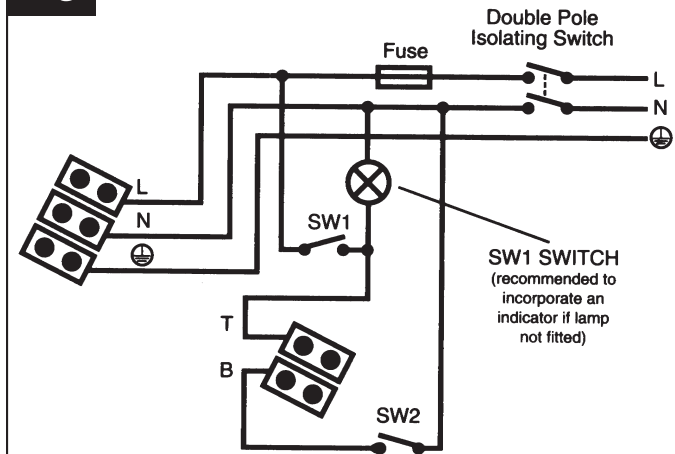 Double Pole
Isolating Switch
Fuse
L
N
L
N
SW1
SW1 SWITCH
(recommended to
incorporate an
indicator if lamp
not fitted)
T
B
SW2